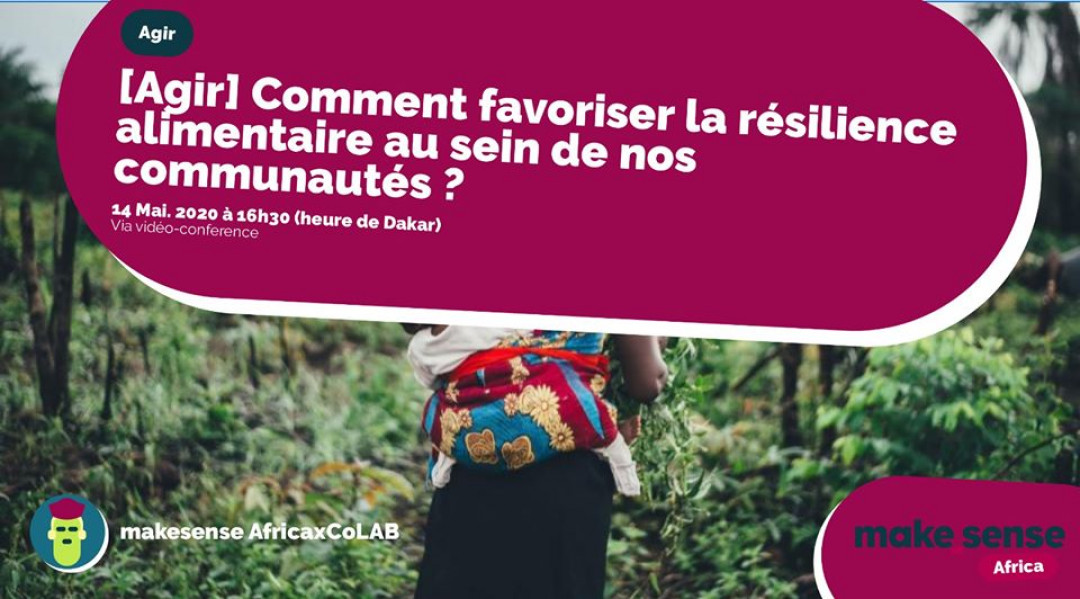 Agir
[Agir] Comment favoriser la résilience
alimentaire au sein de nos
communautés ?
14 Mai. 2020 à 16h30 (heure de Dakar)
Via vidéo-conference
makesense AfricaxCoLAB
make sense
Africa